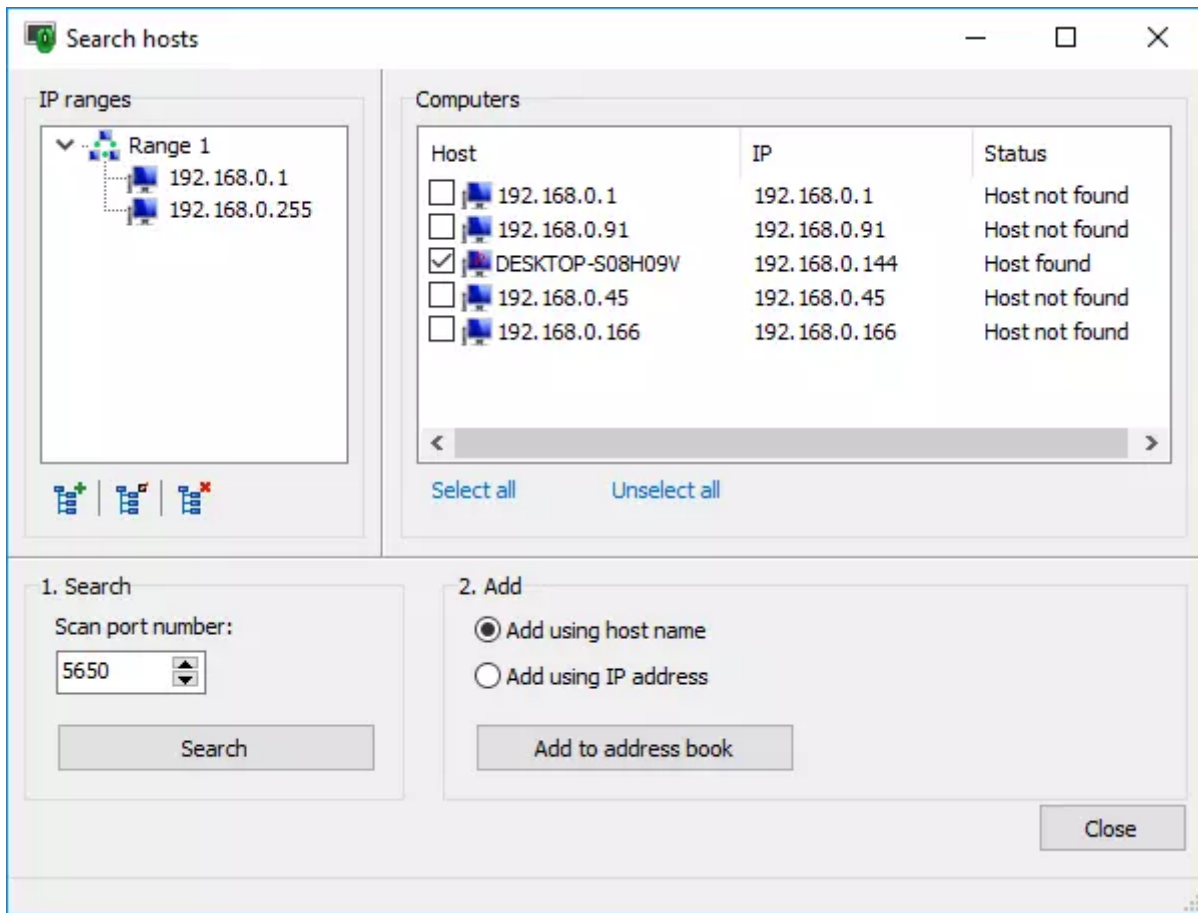 Search hosts
IP ranges
Range 1
192.168.0.1
192.168.0.255
Computers
Host IP Status
192.168.0.1 192.168.0.1 Host not found
192.168.0.91 192.168.0.91 Host not found
DESKTOP-S08H09V 192.168.0.144 Host found
192.168.0.45 192.168.0.45 Host not found
192.168.0.166 192.168.0.166 Host not found
Select all Unselect all
1. Search
Scan port number:
5650
Search
2. Add
Add using host name
Add using IP address
Add to address book
Close